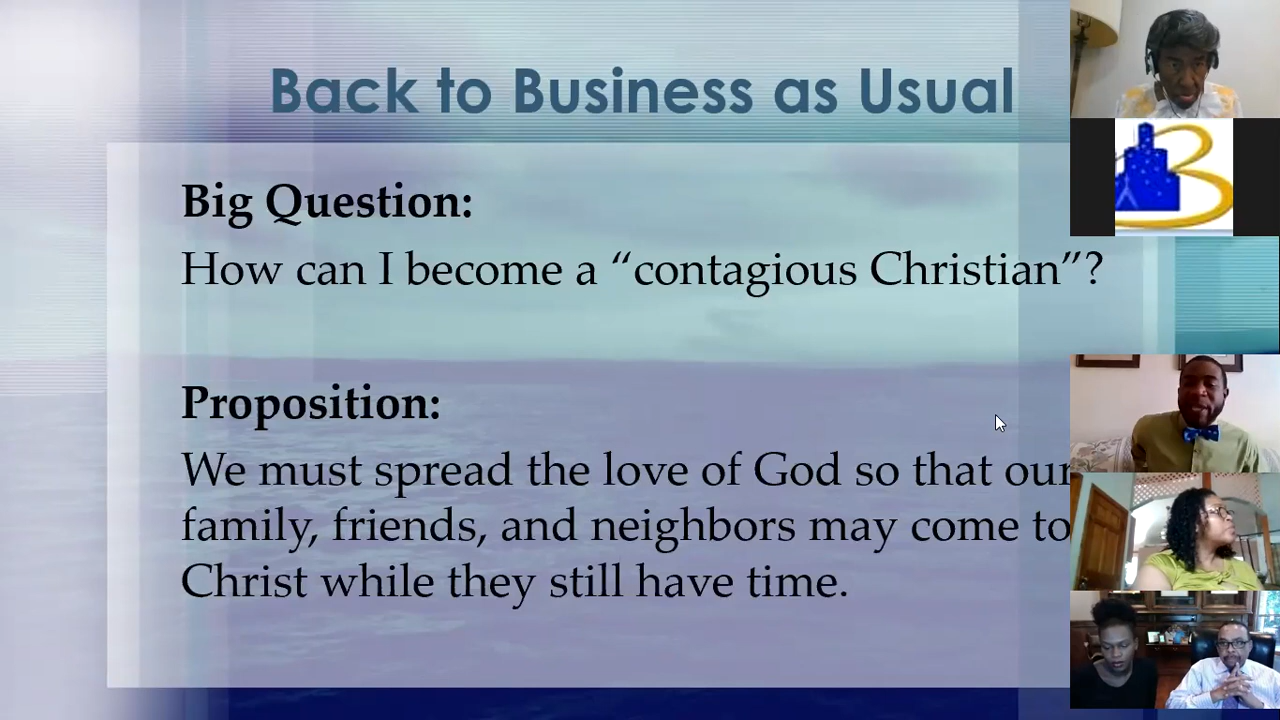 Back to Business as Usual
Big Question:
How can I become a “contagious Christian”?
Proposition:
We must spread the love of God so that our
family, friends, and neighbors may come to
Christ while they still have time.
B